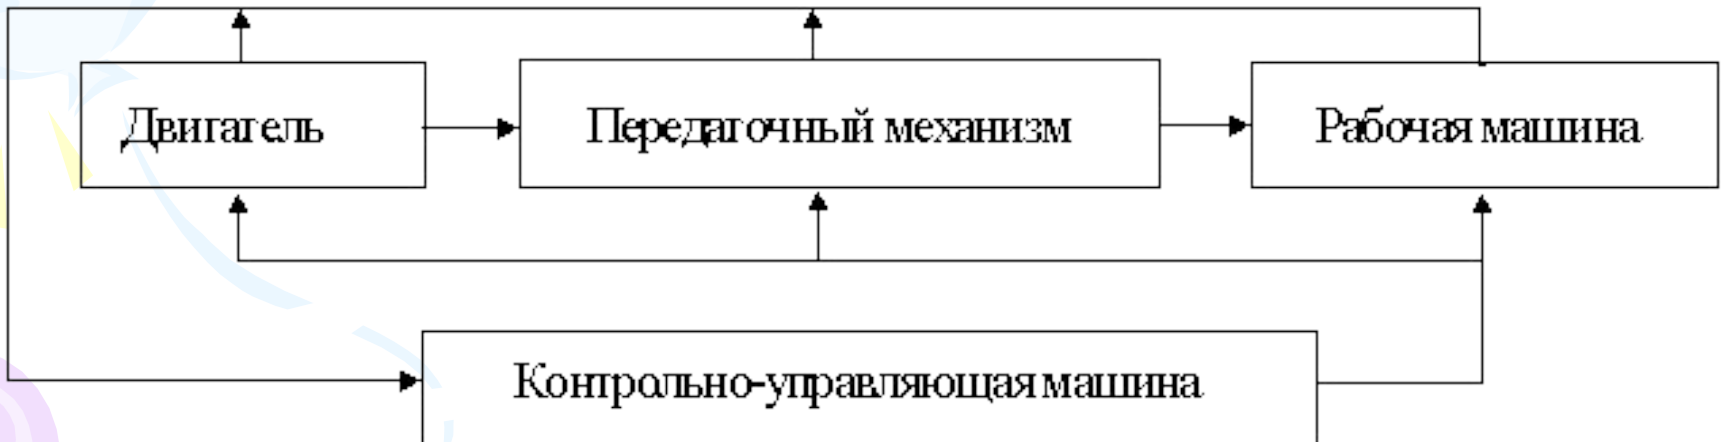 Двигатель
Передаточный механизм
Рабочая машина
Контрольно-управляющая машина